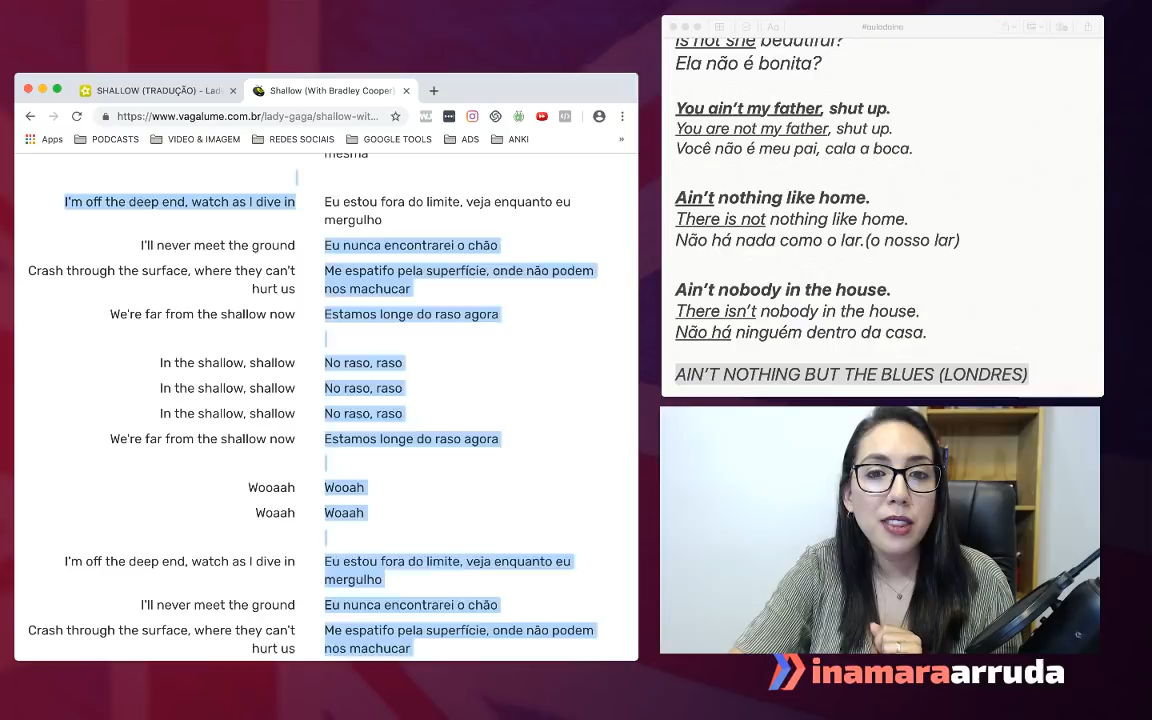 SHALLOW (TRADUÇÃO) - Lad
Shallow (With Bradley Cooper)
https://www.vagalume.com.br/lady-gaga/shallow-wit...
Apps
PODCASTS
VIDEO & IMAGEM
REDES SOCIAIS
GOOGLE TOOLS
ADS
ANKI
»
mesma
I'm off the deep end, watch as I dive in
Eu estou fora do limite, veja enquanto eu
mergulho
I'll never meet the ground
Eu nunca encontrarei o chão
Crash through the surface, where they can't
hurt us
Me espatifo pela superfície, onde não podem
nos machucar
We're far from the shallow now
Estamos longe do raso agora
In the shallow, shallow
No raso, raso
In the shallow, shallow
No raso, raso
In the shallow, shallow
No raso, raso
We're far from the shallow now
Estamos longe do raso agora
Wooaah
Wooah
Woaah
Woaah
I'm off the deep end, watch as I dive in
Eu estou fora do limite, veja enquanto eu
mergulho
I'll never meet the ground
Eu nunca encontrarei o chão
Crash through the surface, where they can't
hurt us
Me espatifo pela superfície, onde não podem
nos machucar
Aa
#auladaina
Is not she beautiful?
Ela não é bonita?
You ain't my father, shut up.
You are not my father, shut up.
Você não é meu pai, cala a boca.
Ain't nothing like home.
There is not nothing like home.
Não há nada como o lar.(o nosso lar)
Ain't nobody in the house.
There isn't nobody in the house.
Não há ninguém dentro da casa.
AIN'T NOTHING BUT THE BLUES (LONDRES)
inamaraarruda